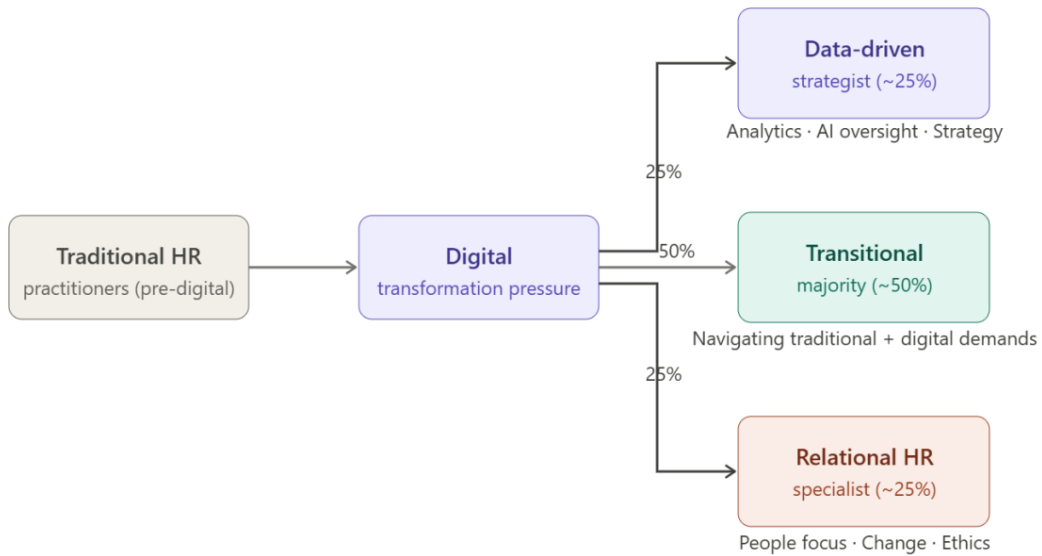 Traditional HR
practitioners (pre-digital)
Digital
transformation pressure
25%
50%
25%
Data-driven
strategist (~25%)
Analytics · AI oversight · Strategy
Transitional
majority (~50%)
Navigating traditional + digital demands
Relational HR
specialist (~25%)
People focus · Change · Ethics